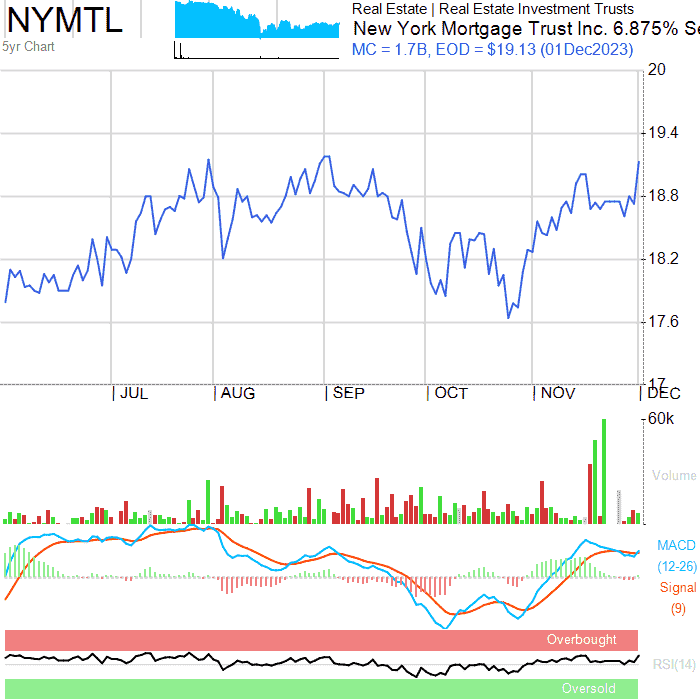 NYMTL
5yr Chart
Real Estate | Real Estate Investment Trusts
New York Mortgage Trust Inc. 6.875% Se
MC = 1.7B, EOD = $19.13 (01Dec2023)
20
19.4
18.8
18.2
17.6
17
JUL AUG SEP OCT NOV DEC
60k
Volume
MACD
(12-26)
Signal
(9)
Overbought
RSI(14)
Oversold